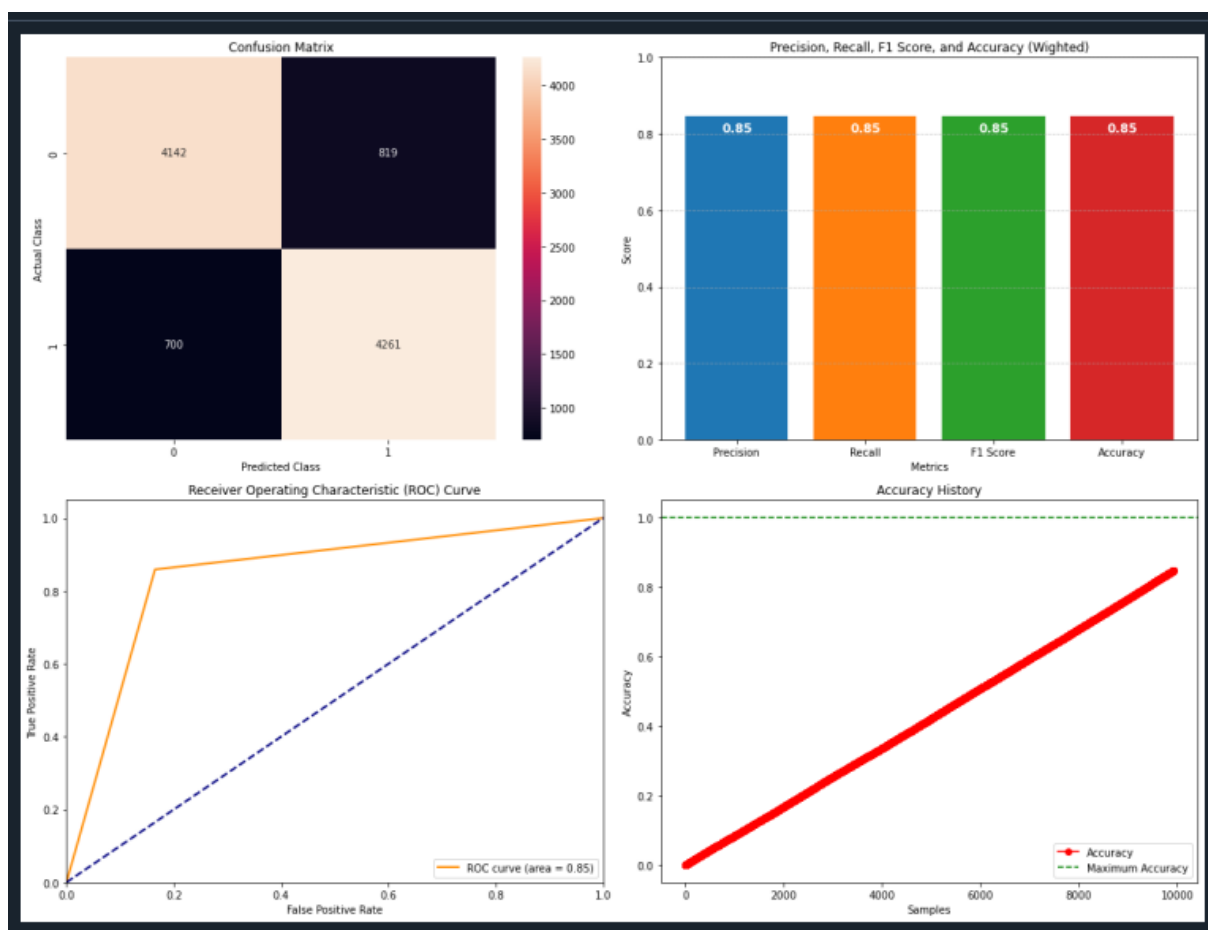 Confusion Matrix
4142
819
700
4261
0
1
Actual Class
0
1
Predicted Class
4000
3500
3000
2500
2000
1500
1000
Precision, Recall, F1 Score, and Accuracy (Wighted)
1.0
0.8
0.6
0.4
0.2
0.0
Score
0.85
0.85
0.85
0.85
Precision
Recall
F1 Score
Accuracy
Metrics
Receiver Operating Characteristic (ROC) Curve
1.0
0.8
0.6
0.4
0.2
0.0
True Positive Rate
ROC curve (area = 0.85)
0.0
0.2
0.4
0.6
0.8
1.0
False Positive Rate
Accuracy History
1.0
0.8
0.6
0.4
0.2
0.0
Accuracy
Accuracy
Maximum Accuracy
0
2000
4000
6000
8000
10000
Samples